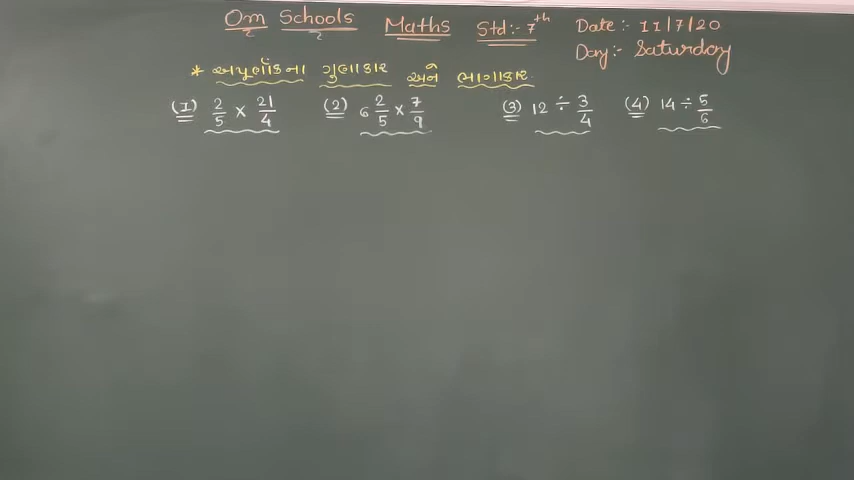 Om Schools Maths Std:- 7th Date:- 11/7/20
Day:- Saturday
* અપૂર્ણાંકના ગુણાકાર અને ભાગાકાર
(1) 2/5 × 21/4 (2) 6 2/5 × 7/9 (3) 12 ÷ 3/4 (4) 14 ÷ 5/6